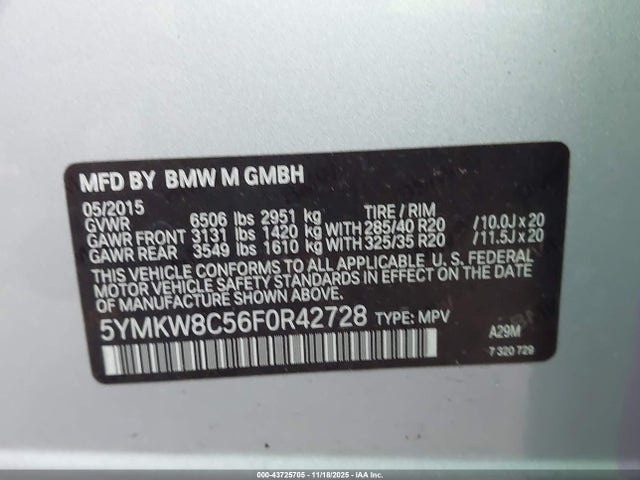 MFD BY BMW M GMBH
05/2015 TIRE / RIM
GVWR 6506 lbs 2951 kg
GAWR FRONT 3131 lbs 1420 kg WITH 285/40 R20 /10.0J x 20
GAWR REAR 3549 lbs 1610 kg WITH 325/35 R20 /11.5J x 20
THIS VEHICLE CONFORMS TO ALL APPLICABLE U. S. FEDERAL
MOTOR VEHICLE SAFETY STANDARDS IN EFFECT ON THE DATE
OF MANUFACTURE SHOWN ABOVE.
5YMKW8C56F0R42728 TYPE: MPV
A29M
7 320 729
000-43725705 - 11/18/2025 - IAA Inc.